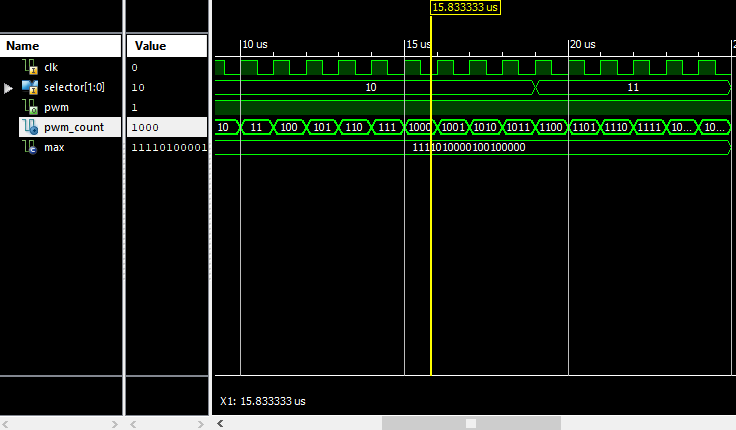 15.833333 us
Name Value 10 us 15 us 20 us
clk 0
selector[1:0] 10 10 11
pwm 1
pwm_count 1000 10 11 100 101 110 111 1000 1001 1010 1011 1100 1101 1110 1111 10... 10...
max 11110100001 11110100001001 00000
X1: 15.833333 us